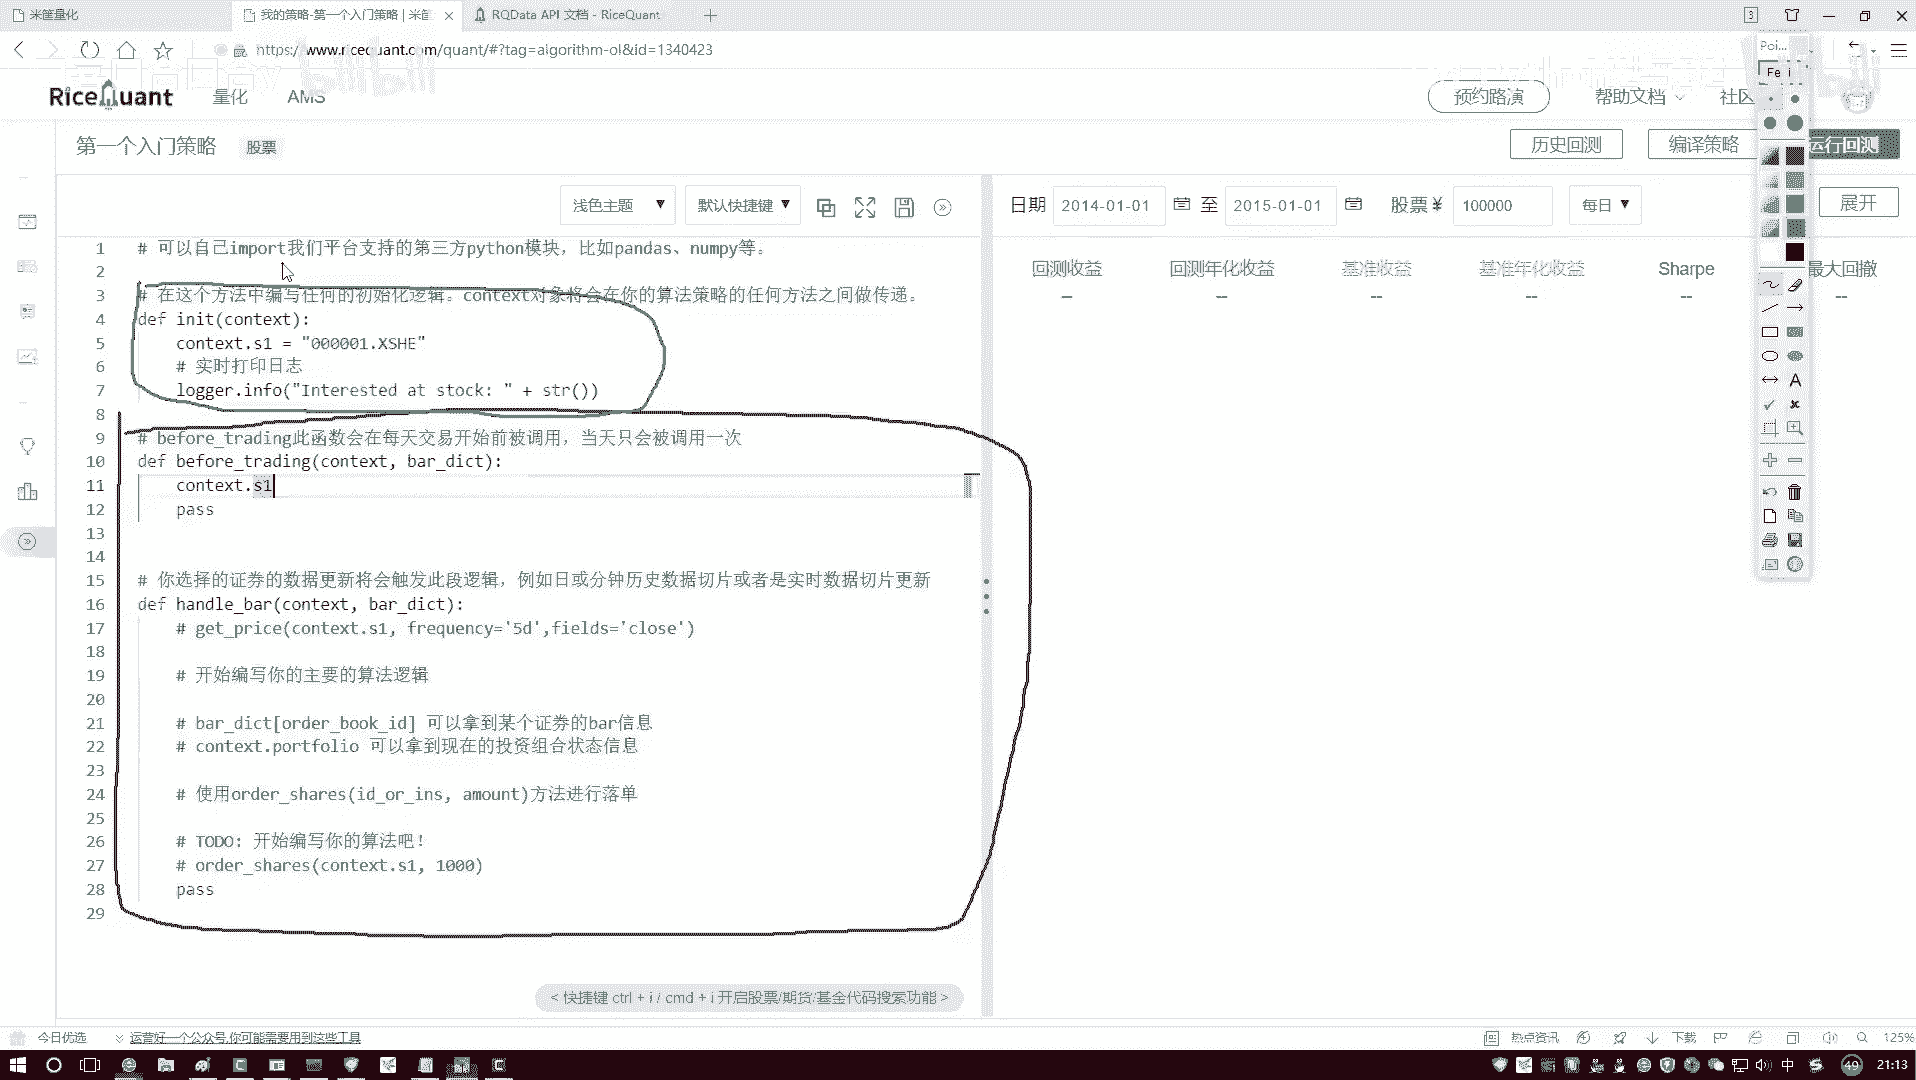 米筐量化
我的策略-第一个入门策略 | 米筐
RQData API 文档 - RiceQuant
3
https://www.ricequant.com/quant/#?tag=algorithm-ol&id=1340423
Poi...
Fe i
RiceQuant
量化
AMS
预约路演
帮助文档
社区
第一个入门策略
股票
历史回测
编译策略
运行回测
浅色主题
默认快捷键
日期 2014-01-01 至 2015-01-01 股票 ¥ 100000 每日
展开
1 # 可以自己import我们平台支持的第三方python模块，比如pandas、numpy等。
2
3 # 在这个方法中编写任何的初始化逻辑。context对象将会在你的算法策略的任何方法之间做传递。
4 def init(context):
5 context.s1 = "000001.XSHE"
6 # 实时打印日志
7 logger.info("Interested at stock: " + str())
8
9 # before_trading此函数会在每天交易开始前被调用，当天只会被调用一次
10 def before_trading(context, bar_dict):
11 context.s1
12 pass
13
14
15 # 你选择的证券的数据更新将会触发此段逻辑，例如日或分钟历史数据切片或者是实时数据切片更新
16 def handle_bar(context, bar_dict):
17 # get_price(context.s1, frequency='5d',fields='close')
18
19 # 开始编写你的主要的算法逻辑
20
21 # bar_dict[order_book_id] 可以拿到某个证券的bar信息
22 # context.portfolio 可以拿到现在的投资组合状态信息
23
24 # 使用order_shares(id_or_ins, amount)方法进行落单
25
26 # TODO: 开始编写你的算法吧！
27 # order_shares(context.s1, 1000)
28 pass
29
回测收益 回测年化收益 基准收益 基准年化收益 Sharpe 最大回撤
-- -- -- -- -- --
< 快捷键 ctrl + i / cmd + i 开启股票/期货/基金代码搜索功能 >
今日优选
运营好一个公众号,你可能需要用到这些工具
热点资讯
下载
125%
中
49
21:13